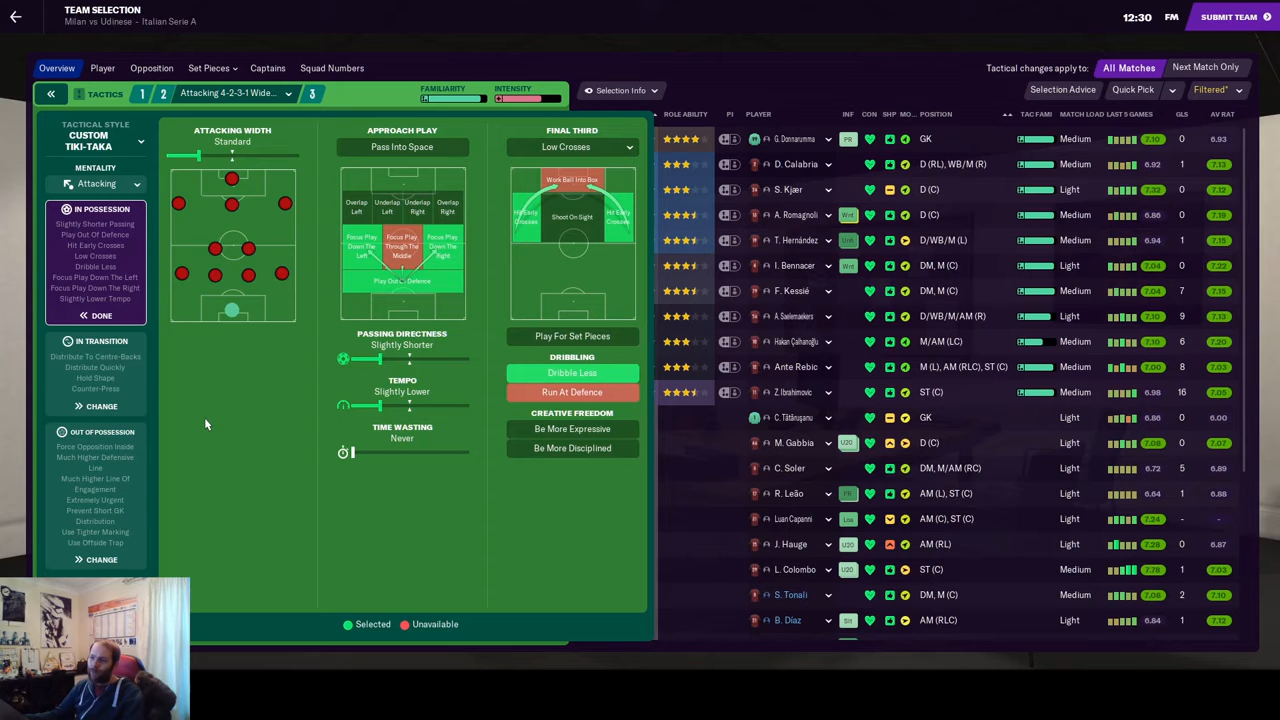 TEAM SELECTION
Milan vs Udinese - Italian Serie A
12:30 FM SUBMIT TEAM
Overview Player Opposition Set Pieces Captains Squad Numbers
Tactical changes apply to: All Matches Next Match Only
TACTICS 1 2 Attacking 4-2-3-1 Wide... 3
FAMILIARITY INTENSITY
Selection Info
Selection Advice Quick Pick Filtered*
TACTICAL STYLE
CUSTOM
TIKI-TAKA
MENTALITY
Attacking
IN POSSESSION
Slightly Shorter Passing
Play Out Of Defence
Hit Early Crosses
Low Crosses
Dribble Less
Focus Play Down The Left
Focus Play Down The Right
Slightly Lower Tempo
DONE
IN TRANSITION
Distribute To Centre-Backs
Distribute Quickly
Hold Shape
Counter-Press
CHANGE
OUT OF POSSESSION
Force Opposition Inside
Much Higher Defensive
Line
Much Higher Line Of
Engagement
Extremely Urgent
Prevent Short GK
Distribution
Use Tighter Marking
Use Offside Trap
CHANGE
ATTACKING WIDTH
Standard
APPROACH PLAY
Pass Into Space
Overlap Left
Underlap Left
Underlap Right
Overlap Right
Focus Play Down The Left
Focus Play Through The Middle
Focus Play Down The Right
Play Out Of Defence
PASSING DIRECTNESS
Slightly Shorter
TEMPO
Slightly Lower
TIME WASTING
Never
FINAL THIRD
Low Crosses
Work Ball Into Box
Hit Early Crosses
Shoot On Sight
Hit Early Crosses
Play For Set Pieces
DRIBBLING
Dribble Less
Run At Defence
CREATIVE FREEDOM
Be More Expressive
Be More Disciplined
Selected Unavailable
ROLE ABILITY PI PLAYER INF CON SHP MO... POSITION TAC FAMI MATCH LOAD LAST 5 GAMES GLS AV RAT
G. Donnarumma PR GK Medium 7.10 0 6.93
D. Calabria D (R), WB/M (R) Medium 6.92 1 7.13
S. Kjær D (C) Light 7.32 0 7.12
A. Romagnoli Wnt D (C) Light 6.86 0 7.19
T. Hernández Unh D/WB/M (L) Medium 6.94 1 7.15
I. Bennacer Wnt DM, M (C) Light 7.04 0 7.22
F. Kessié DM, M (C) Light 7.04 7 7.15
A. Saelemaekers D/WB/M/AM (R) Light 7.10 9 7.13
Hakan Çalhanoğlu M/AM (LC) Medium 7.10 6 7.16
Ante Rebic M (L), AM (RLC), ST (C) Light 7.00 8 7.03
Z. Ibrahimovic ST (C) Medium 6.98 16 7.05
C. Tătăruşanu GK Light 6.86 0 6.00
M. Gabbia U20 D (C) Light 7.08 0 7.07
C. Soler DM, M/AM (RC) Light 6.72 5 6.89
R. Leão FR AM (L), ST (C) Light 6.64 1 6.88
Luan Capanni Loa AM (C), ST (C) Light 7.24 - -
J. Hauge U20 AM (RL) Light 7.28 0 6.87
L. Colombo U20 ST (C) Medium 7.78 1 7.03
S. Tonali DM, M (C) Medium 7.08 2 7.10
B. Díaz Slt AM (RLC) Light 6.84 1 7.12